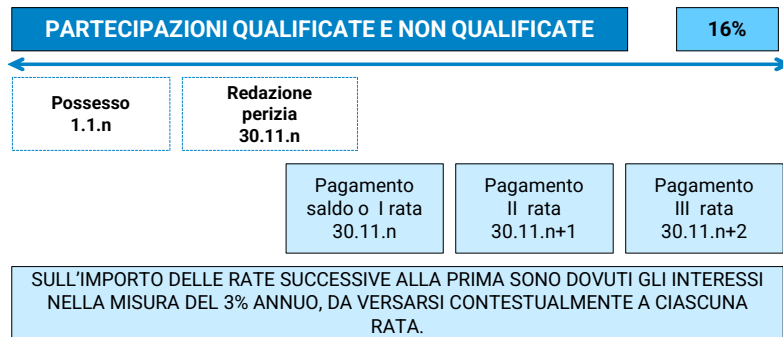 PARTECIPAZIONI QUALIFICATE E NON QUALIFICATE
16%
Possesso
1.1.n
Redazione
perizia
30.11.n
Pagamento
saldo o I rata
30.11.n
Pagamento
II rata
30.11.n+1
Pagamento
III rata
30.11.n+2
SULL'IMPORTO DELLE RATE SUCCESSIVE ALLA PRIMA SONO DOVUTI GLI INTERESSI
NELLA MISURA DEL 3% ANNUO, DA VERSARSI CONTESTUALMENTE A CIASCUNA
RATA.